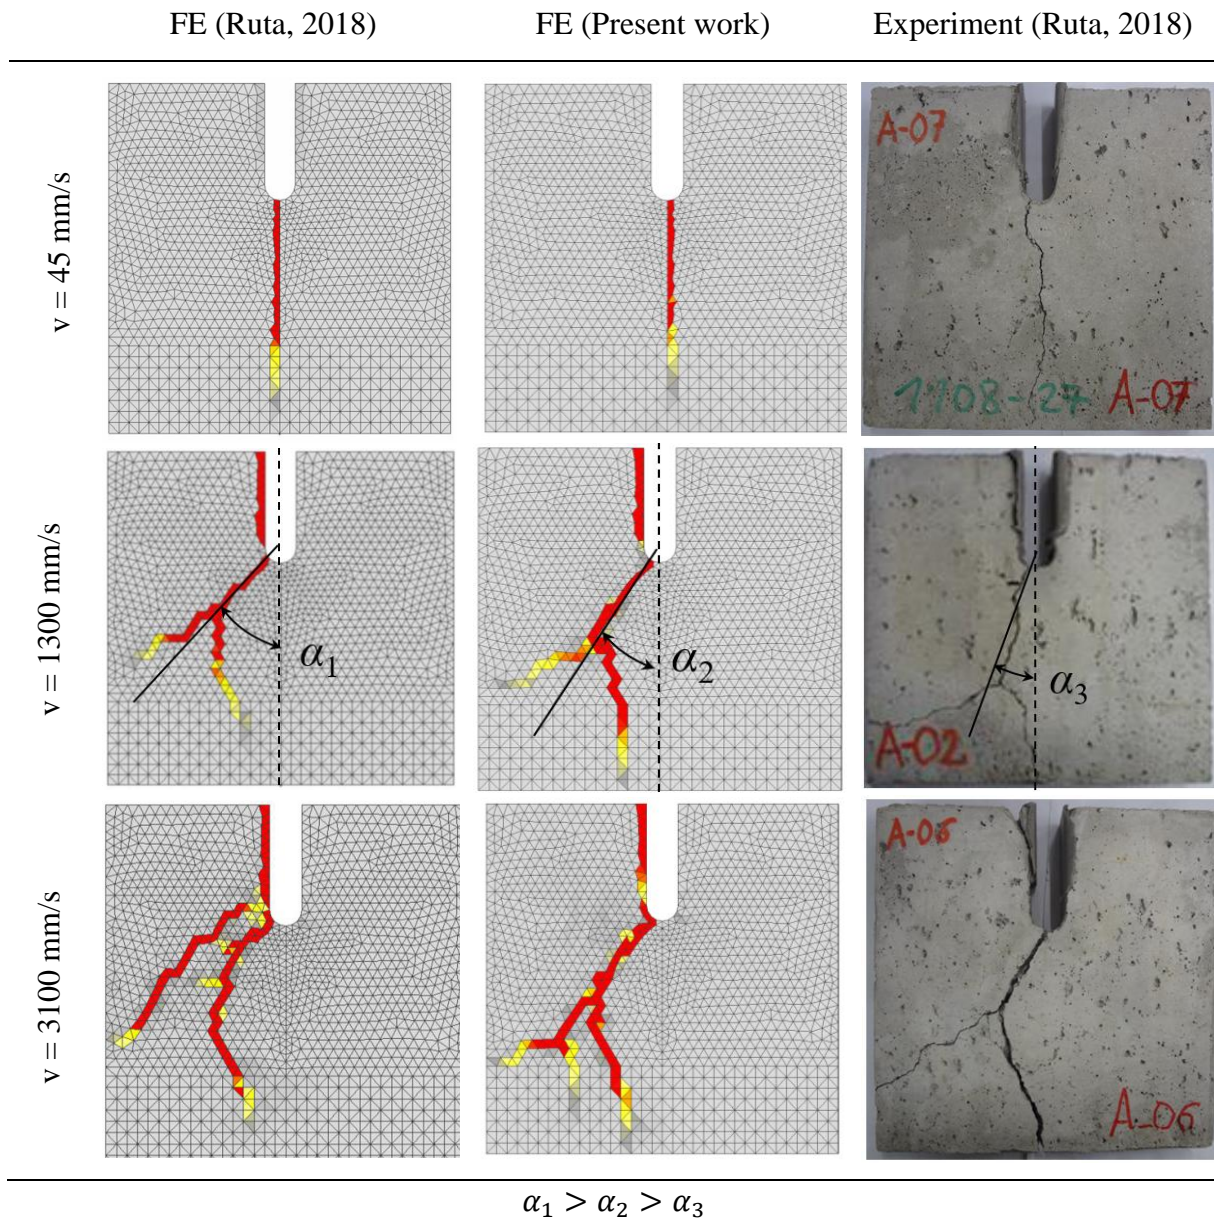 FE (Ruta, 2018) FE (Present work) Experiment (Ruta, 2018)
v = 45 mm/s
A-07
1108-27 A-07
v = 1300 mm/s
α₁ α₂ α₃
A-02
v = 3100 mm/s
A-06
A-06
α₁ > α₂ > α₃